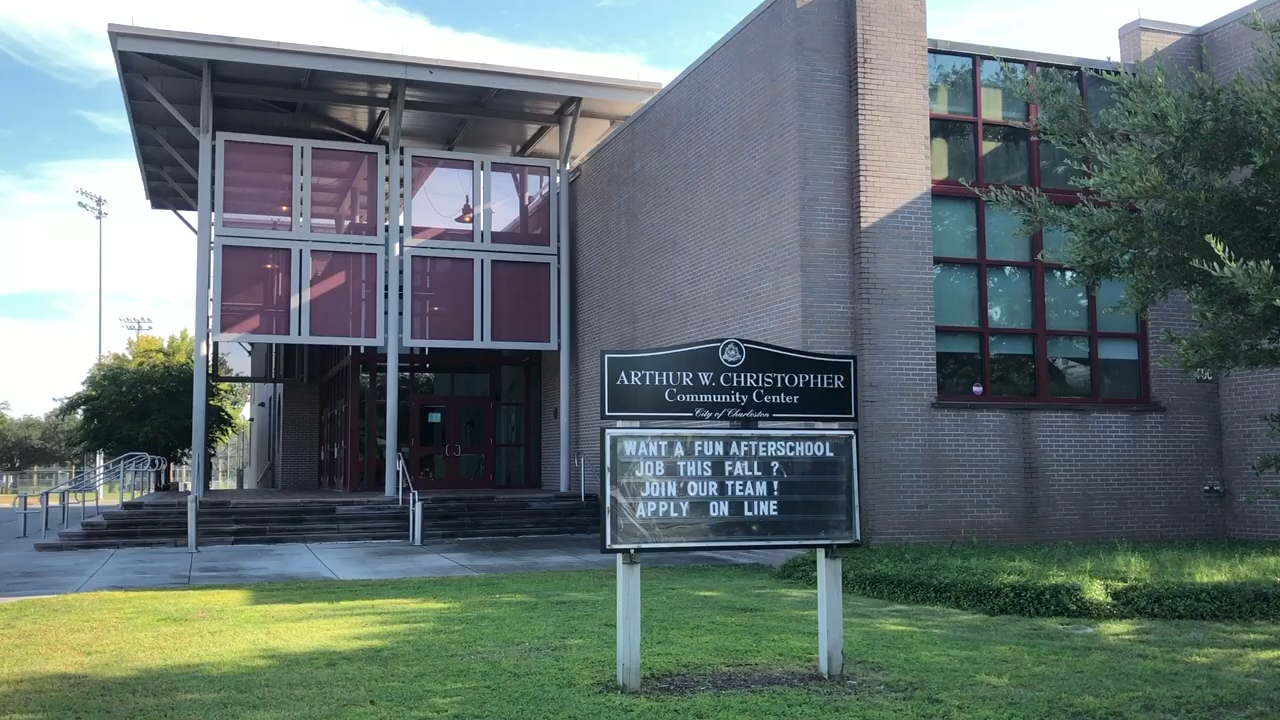 ARTHUR W. CHRISTOPHER
Community Center
City of Charleston
WANT A FUN AFTERSCHOOL
JOB THIS FALL ?
JOIN OUR TEAM !
APPLY ON LINE